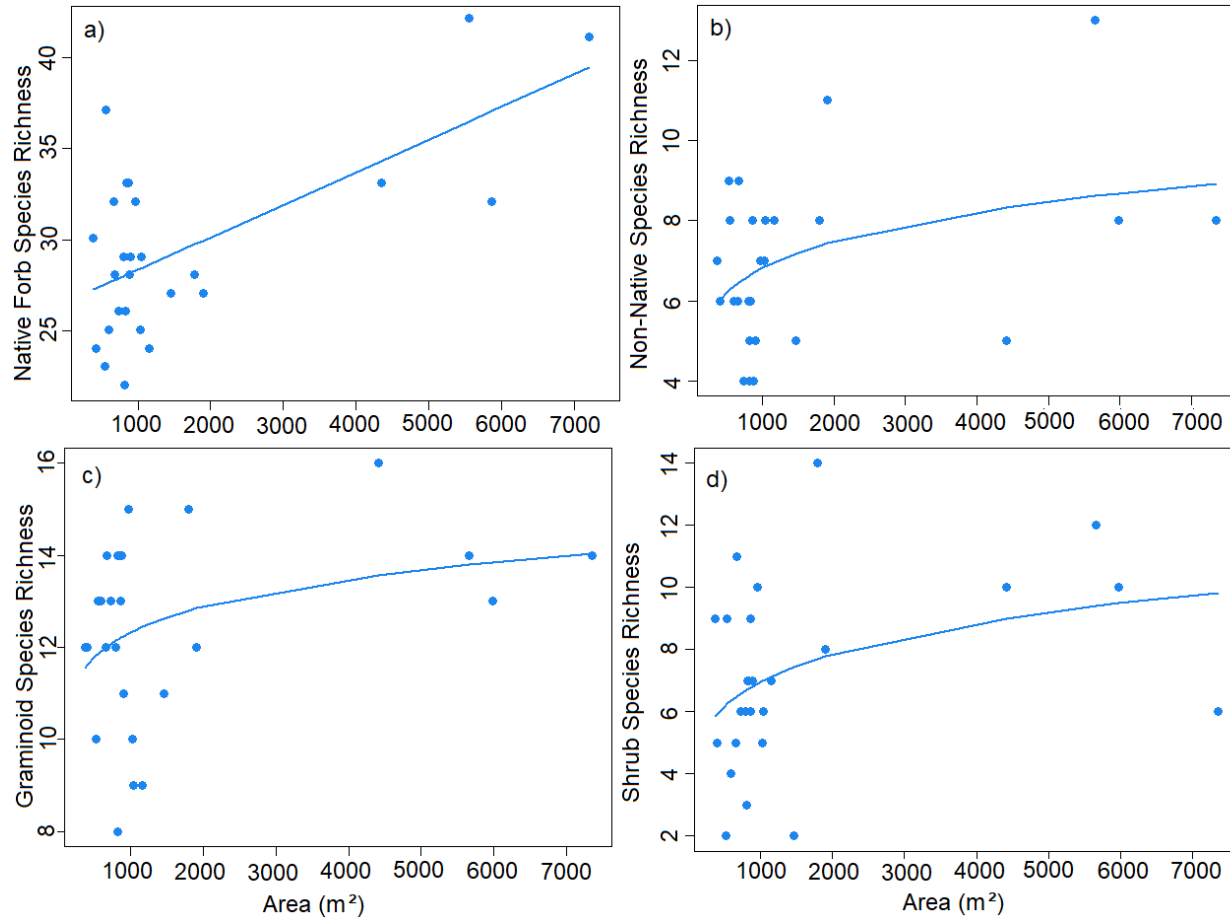 a)
Native Forb Species Richness
40
35
30
25
1000 2000 3000 4000 5000 6000 7000
b)
Non-Native Species Richness
12
10
8
6
4
1000 2000 3000 4000 5000 6000 7000
c)
Graminoid Species Richness
16
14
12
10
8
1000 2000 3000 4000 5000 6000 7000
Area (m²)
d)
Shrub Species Richness
14
12
10
8
6
4
2
1000 2000 3000 4000 5000 6000 7000
Area (m²)